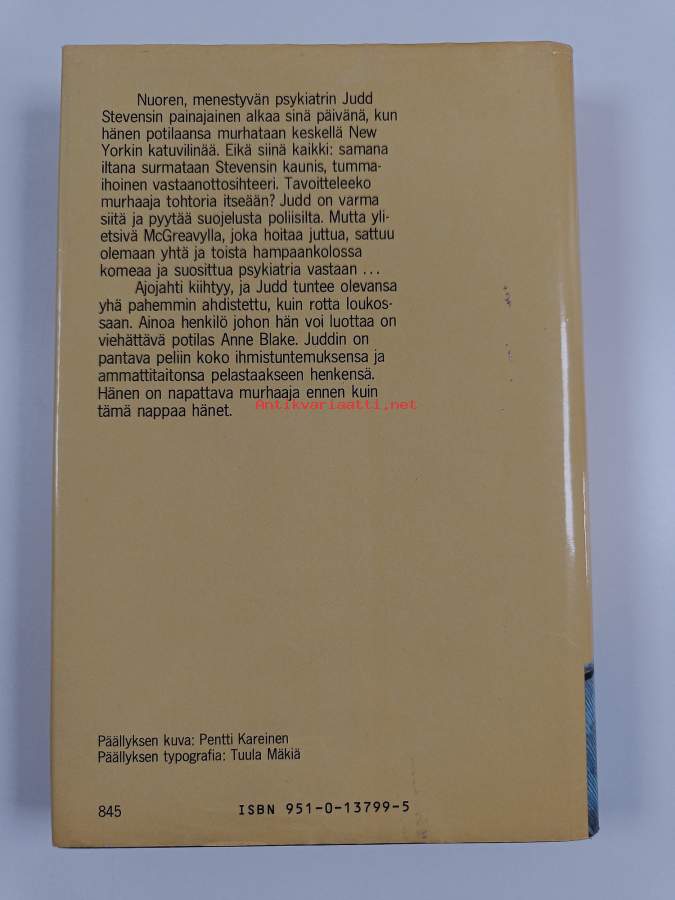 Nuoren, menestyvän psykiatrin Judd
Stevensin painajainen alkaa sinä päivänä, kun
hänen potilaansa murhataan keskellä New
Yorkin katuvilinää. Eikä siinä kaikki: samana
iltana surmataan Stevensin kaunis, tumma-
ihoinen vastaanottosihteeri. Tavoitteleeko
murhaaja tohtoria itseään? Judd on varma
siitä ja pyytää suojelusta poliisilta. Mutta yli-
etsivä McGreavylla, joka hoitaa juttua, sattuu
olemaan yhtä ja toista hampaankolossa
komeaa ja suosittua psykiatria vastaan ...
Ajojahti kiihtyy, ja Judd tuntee olevansa
yhä pahemmin ahdistettu, kuin rotta loukos-
saan. Ainoa henkilö johon hän voi luottaa on
viehättävä potilas Anne Blake. Juddin on
pantava peliin koko ihmistuntemuksensa ja
ammattitaitonsa pelastaakseen henkensä.
Hänen on napattava murhaaja ennen kuin
tämä nappaa hänet.
Antikvariaatti.net
Päällyksen kuva: Pentti Kareinen
Päällyksen typografia: Tuula Mäkiä
845
ISBN 951-0-13799-5